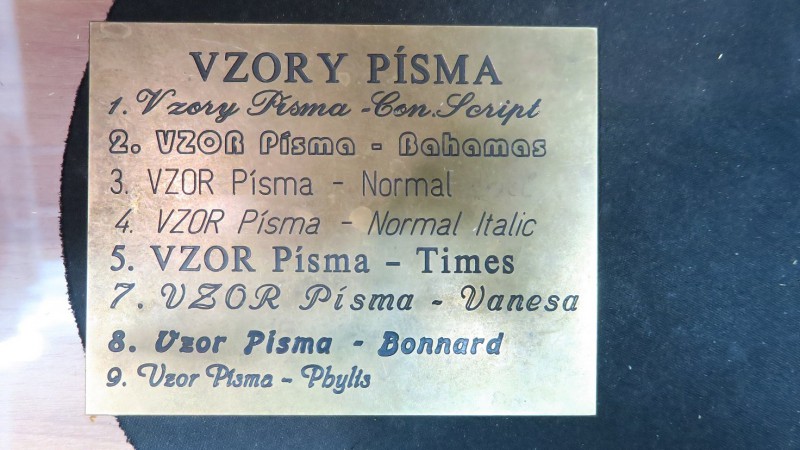 VZORY PÍSMA
1. Vzory Písma -Con.Script
2. VZOR Písma - Bahamas
3. VZOR Písma - Normal
4. VZOR Písma - Normal Italic
5. VZOR Písma - Times
7. VZOR Písma - Vanesa
8. Vzor Písma - Bonnard
9. Vzor Písma - Phylis